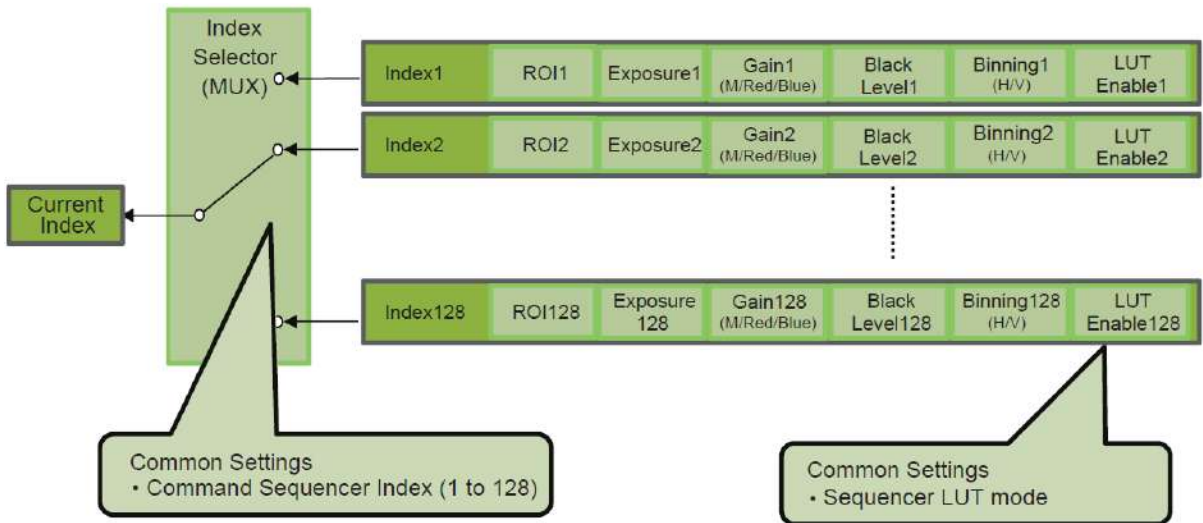 Index
Selector
(MUX)
Current
Index
Index1
ROI1
Exposure1
Gain1
(M/Red/Blue)
Black
Level1
Binning1
(H/V)
LUT
Enable1
Index2
ROI2
Exposure2
Gain2
(M/Red/Blue)
Black
Level2
Binning2
(H/V)
LUT
Enable2
Index128
ROI128
Exposure
128
Gain128
(M/Red/Blue)
Black
Level128
Binning128
(H/V)
LUT
Enable128
Common Settings
・Command Sequencer Index (1 to 128)
Common Settings
・Sequencer LUT mode